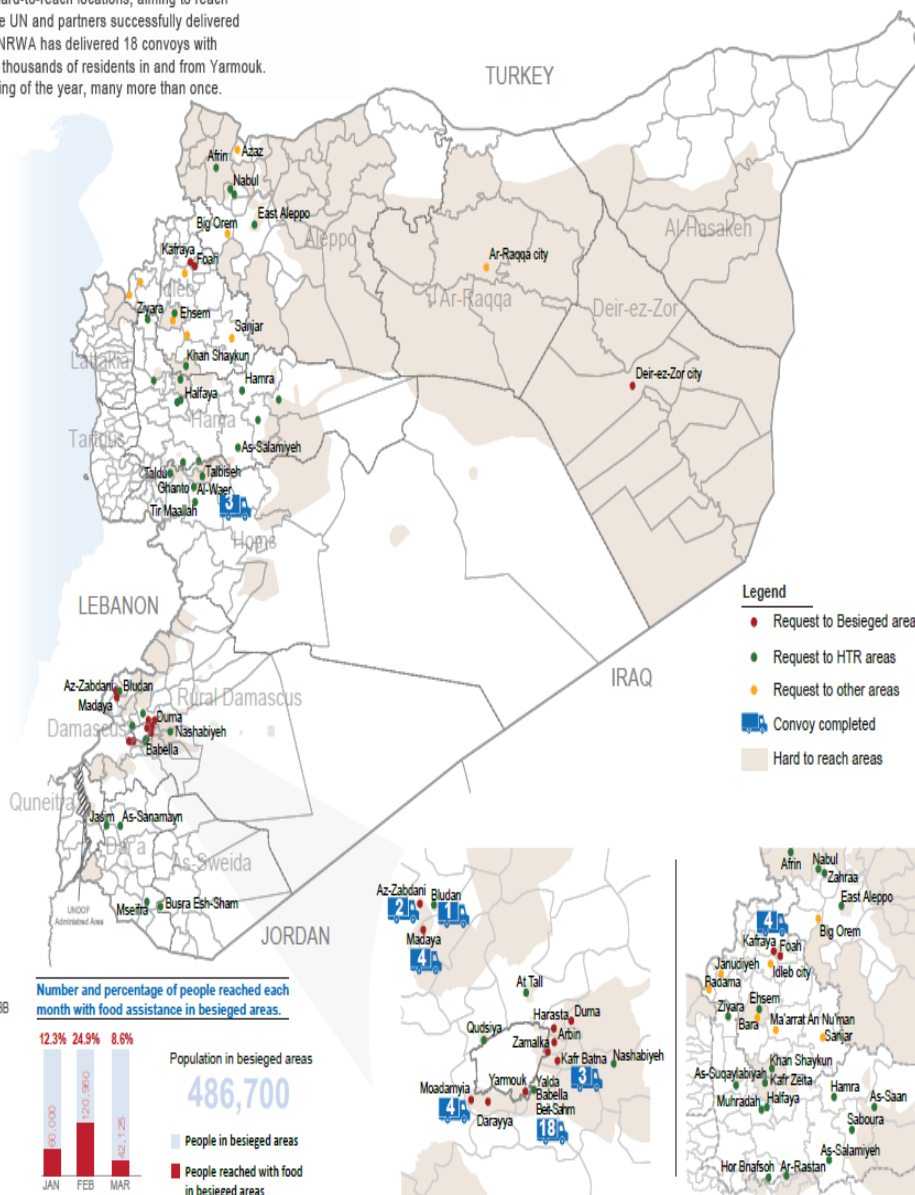 ard-to-reach locations, aiming to reach
e UN and partners successfully delivered
NRWA has delivered 18 convoys with
thousands of residents in and from Yarmouk.
ing of the year, many more than once.
TURKEY
Afrin
Azaz
Nabul
East Aleppo
Big Orem
Aleppo
Al-Hasakeh
Kafraya
Foah
Ar-Raqqa city
Idleb
Ar-Raqqa
Deir-ez-Zor
Ziyara
Ehsem
Sanjar
Lattakia
Khan Shaykun
Deir-ez-Zor city
Hamra
Halfaya
Hama
Tartous
As-Salamiyeh
Taldu
Talbiseh
Ghanto
Al-Waer
3
Tir Maallah
Homs
LEBANON
IRAQ
Az-Zabdani
Bludan
Madaya
Rural Damascus
Damascus
Duma
Nashabiyeh
Babella
Quneitra
Jasim
As-Sanamayn
Dar'a
As-Sweida
UNDOF
Administred Area
Mseifra
Busra Esh-Sham
JORDAN
Legend
Request to Besieged area
Request to HTR areas
Request to other areas
Convoy completed
Hard to reach areas
BB
Number and percentage of people reached each
month with food assistance in besieged areas.
12.3% 24.9% 8.6%
60,000
120,960
42,125
JAN FEB MAR
Population in besieged areas
486,700
People in besieged areas
People reached with food
in besieged areas
Az-Zabdani
Bludan
2
1
Madaya
4
At Tall
Harasta
Duma
Qudsiya
Arbin
Zamalka
Kafr Batna
Nashabiyeh
3
Yarmouk
Yalda
Moadamyia
Babella
4
Beit-Sahm
Darayya
18
Afrin
Nabul
Zahraa
East Aleppo
4
Big Orem
Kafraya
Foah
Janudiyeh
Idleb city
Radama
Ziyara
Ehsem
Bara
Ma'arrat An Nu'man
Sanjar
Khan Shaykun
As-Suqaylabiyah
Kafr Zeita
Hamra
As-Saan
Muhradah
Halfaya
Saboura
As-Salamiyeh
Hor Bnafsoh
Ar-Rastan